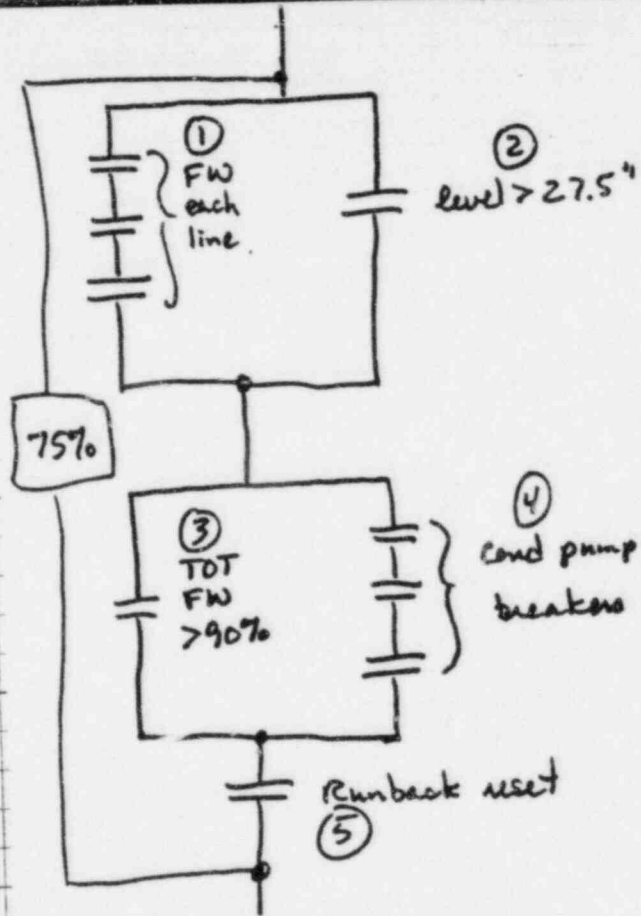 ①
FW
each
line
②
level > 27.5"
75%
③
TOT
FW
>90%
④
cond pump
breakers
Runback reset
⑤